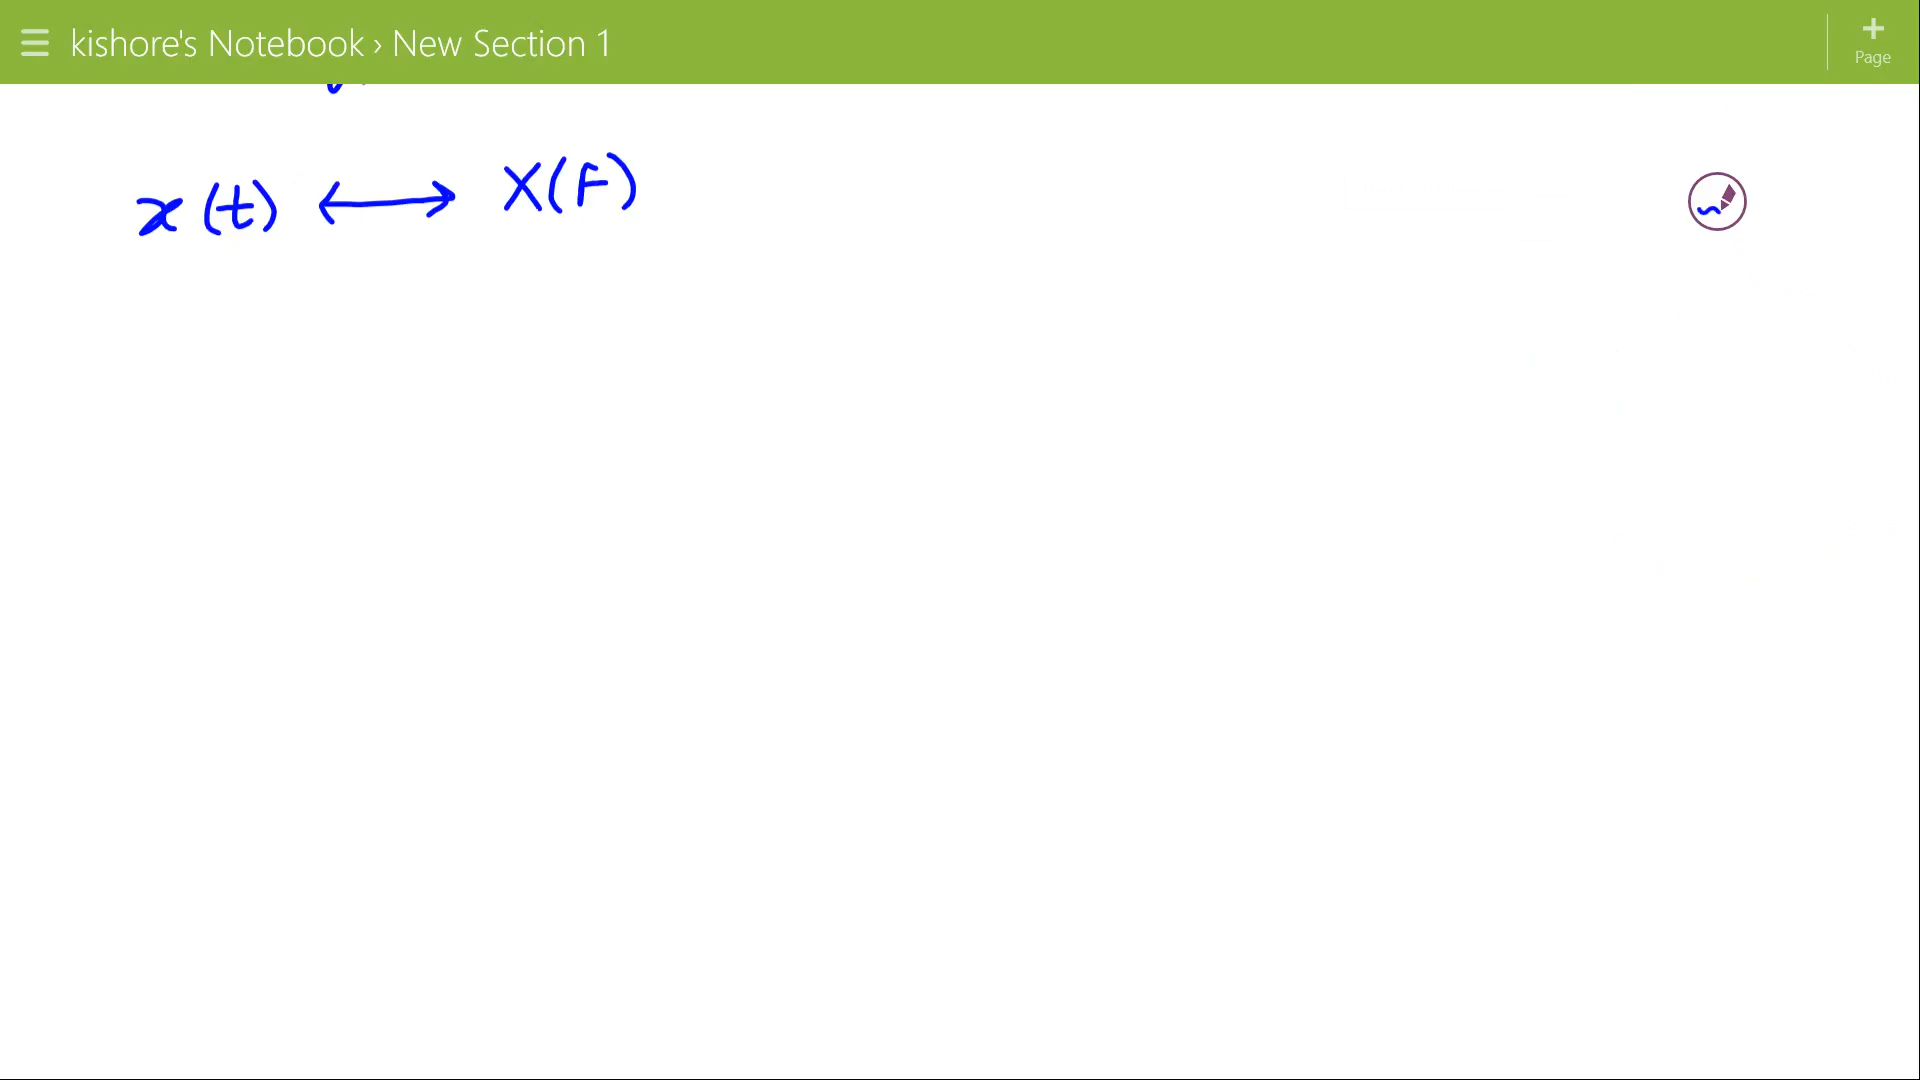 kishore's Notebook › New Section 1
Page
x(t) ⟷ X(F)